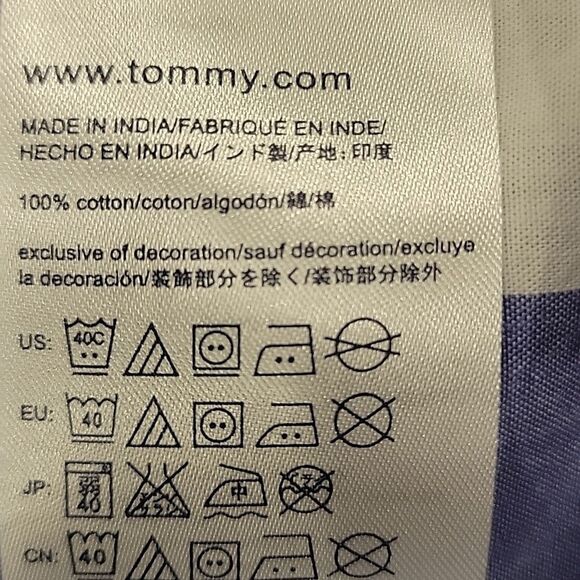 www.tommy.com
MADE IN INDIA/FABRIQUÉ EN INDE/
HECHO EN INDIA/インド製/产地:印度
100% cotton/coton/algodón/綿/棉
exclusive of decoration/sauf décoration/excluye
la decoración/装飾部分を除く/装饰部分除外
US: 40C
EU: 40
JP: 弱 40 中
CN: 40